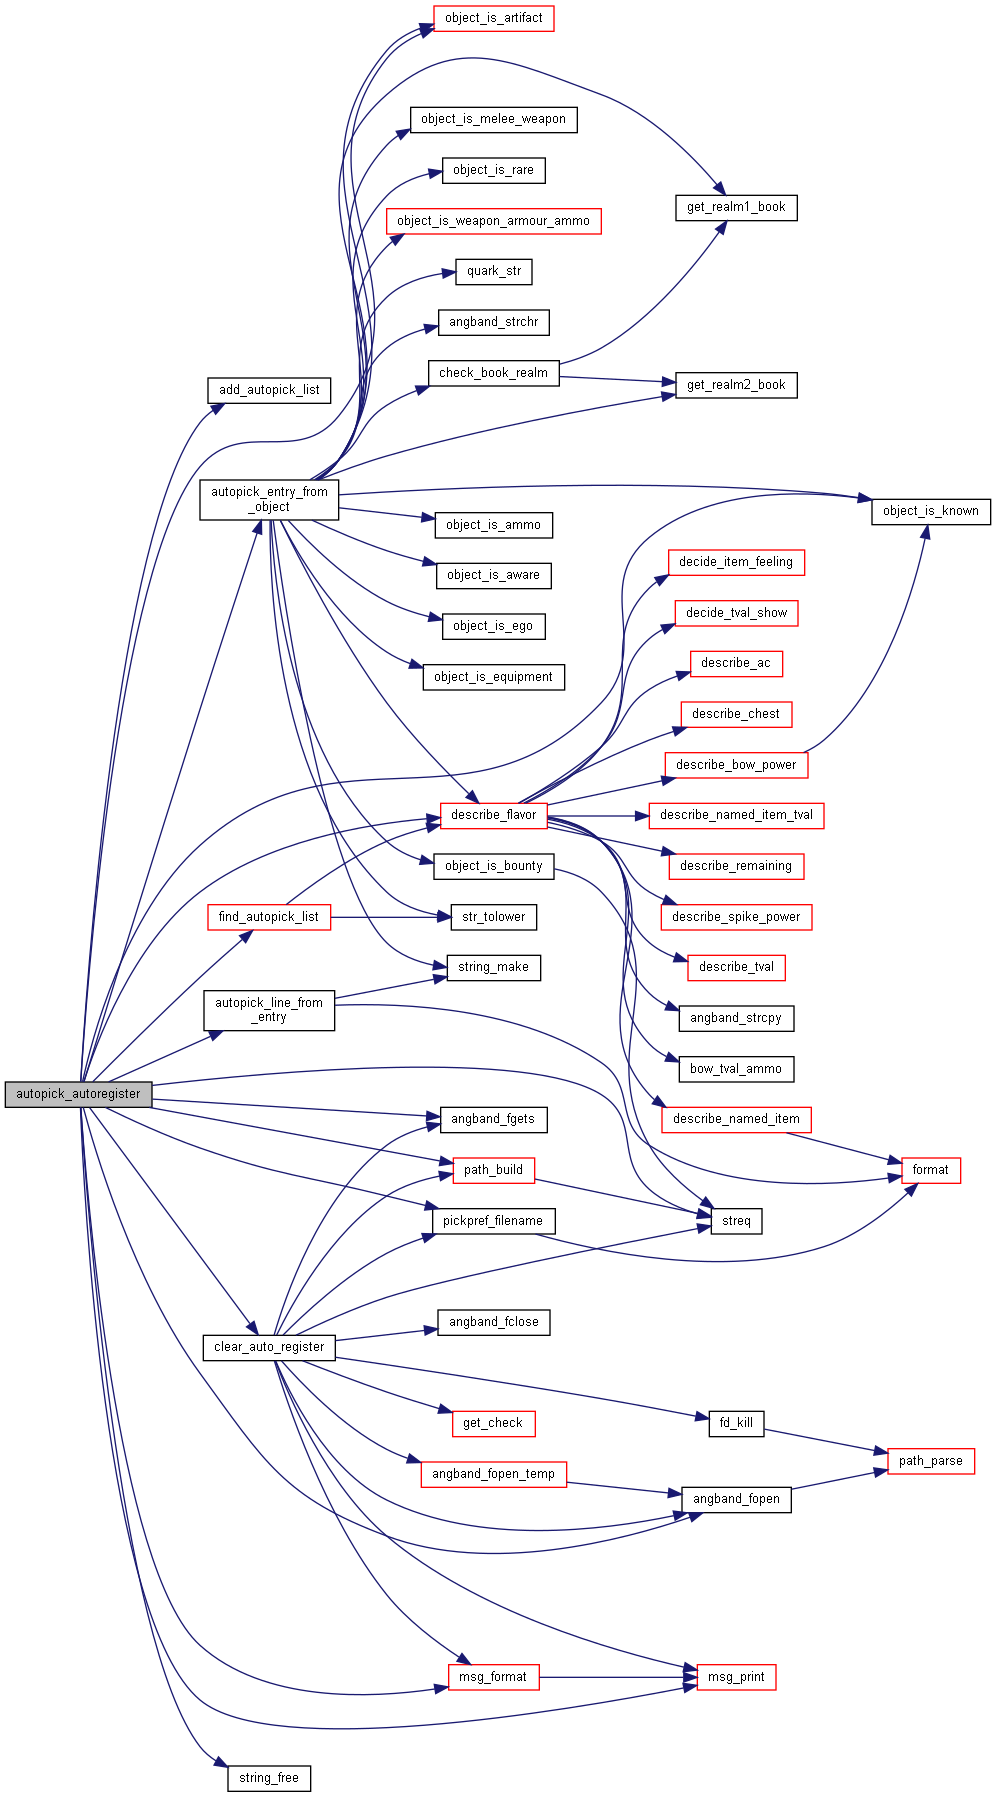 object_is_artifact
object_is_melee_weapon
object_is_rare
get_realm1_book
object_is_weapon_armour_ammo
quark_str
angband_strchr
check_book_realm
get_realm2_book
add_autopick_list
autopick_entry_from
_object
object_is_known
object_is_ammo
decide_item_feeling
object_is_aware
decide_tval_show
object_is_ego
describe_ac
object_is_equipment
describe_chest
describe_bow_power
describe_flavor
describe_named_item_tval
object_is_bounty
describe_remaining
find_autopick_list
str_tolower
describe_spike_power
string_make
describe_tval
autopick_line_from
_entry
angband_strcpy
bow_tval_ammo
autopick_autoregister
angband_fgets
describe_named_item
path_build
format
pickpref_filename
streq
angband_fclose
clear_auto_register
get_check
fd_kill
path_parse
angband_fopen_temp
angband_fopen
msg_format
msg_print
string_free